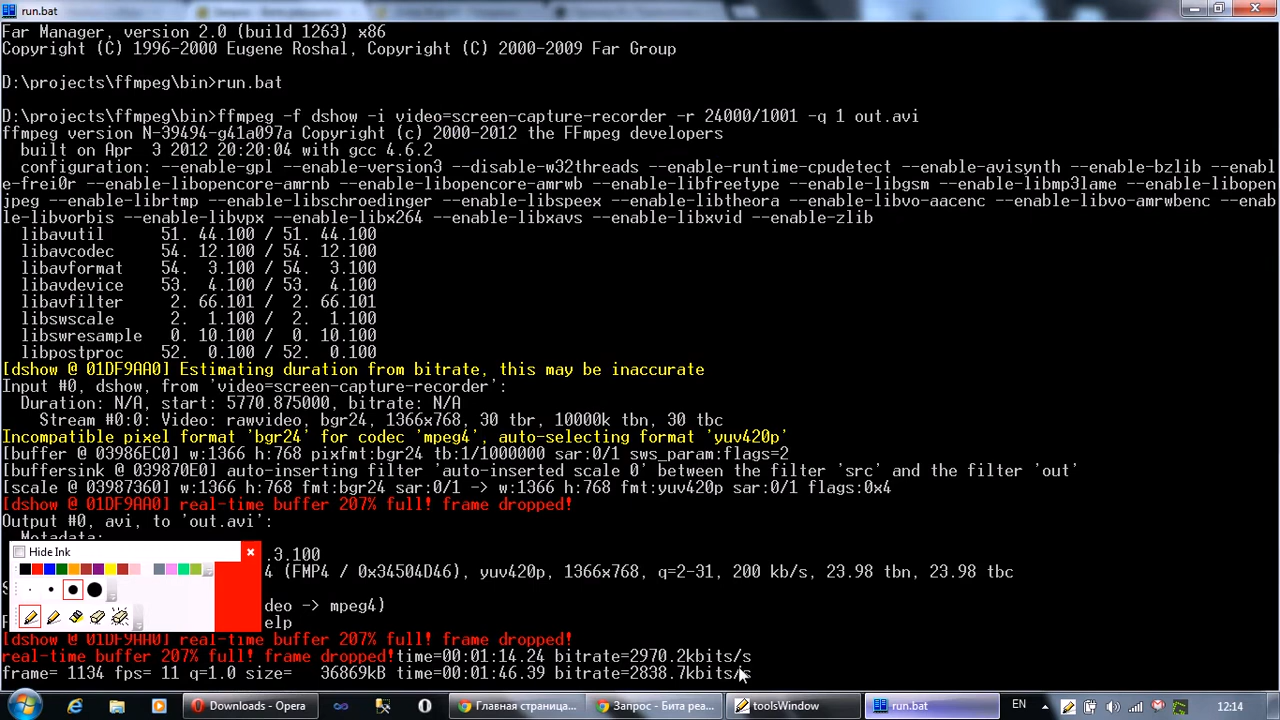 run.bat
Far Manager, version 2.0 (build 1263) x86
Copyright (C) 1996-2000 Eugene Roshal, Copyright (C) 2000-2009 Far Group
D:\projects\ffmpeg\bin>run.bat
D:\projects\ffmpeg\bin>ffmpeg -f dshow -i video=screen-capture-recorder -r 24000/1001 -q 1 out.avi
ffmpeg version N-39494-g41a097a Copyright (c) 2000-2012 the FFmpeg developers
built on Apr  3 2012 20:20:04 with gcc 4.6.2
configuration: --enable-gpl --enable-version3 --disable-w32threads --enable-runtime-cpudetect --enable-avisynth --enable-bzlib --enabl
e-frei0r --enable-libopencore-amrnb --enable-libopencore-amrwb --enable-libfreetype --enable-libgsm --enable-libmp3lame --enable-libopen
jpeg --enable-librtmp --enable-libschroedinger --enable-libspeex --enable-libtheora --enable-libvo-aacenc --enable-libvo-amrwbenc --enab
le-libvorbis --enable-libvpx --enable-libx264 --enable-libxavs --enable-libxvid --enable-zlib
libavutil      51. 44.100 / 51. 44.100
libavcodec     54. 12.100 / 54. 12.100
libavformat    54.  3.100 / 54.  3.100
libavdevice    53.  4.100 / 53.  4.100
libavfilter     2. 66.101 /  2. 66.101
libswscale      2.  1.100 /  2.  1.100
libswresample   0. 10.100 /  0. 10.100
libpostproc    52.  0.100 / 52.  0.100
[dshow @ 01DF9AA0] Estimating duration from bitrate, this may be inaccurate
Input #0, dshow, from 'video=screen-capture-recorder':
Duration: N/A, start: 5770.875000, bitrate: N/A
Stream #0:0: Video: rawvideo, bgr24, 1366x768, 30 tbr, 10000k tbn, 30 tbc
Incompatible pixel format 'bgr24' for codec 'mpeg4', auto-selecting format 'yuv420p'
[buffer @ 03986EC0] w:1366 h:768 pixfmt:bgr24 tb:1/1000000 sar:0/1 sws_param:flags=2
[buffersink @ 039870E0] auto-inserting filter 'auto-inserted scale 0' between the filter 'src' and the filter 'out'
[scale @ 03987360] w:1366 h:768 fmt:bgr24 sar:0/1 -> w:1366 h:768 fmt:yuv420p sar:0/1 flags:0x4
[dshow @ 01DF9AA0] real-time buffer 207% full! frame dropped!
Output #0, avi, to 'out.avi':
Metadata:
Hide Ink
.3.100
4 (FMP4 / 0x34504D46), yuv420p, 1366x768, q=2-31, 200 kb/s, 23.98 tbn, 23.98 tbc
deo -> mpeg4)
elp
[dshow @ 01DF9AA0] real-time buffer 207% full! frame dropped!
real-time buffer 207% full! frame dropped!time=00:01:14.24 bitrate=2970.2kbits/s
frame= 1134 fps= 11 q=1.0 size=   36869kB time=00:01:46.39 bitrate=2838.7kbits/s
Downloads - Opera
Главная страница...
Запрос - Бита реа...
toolsWindow
run.bat
EN
12:14